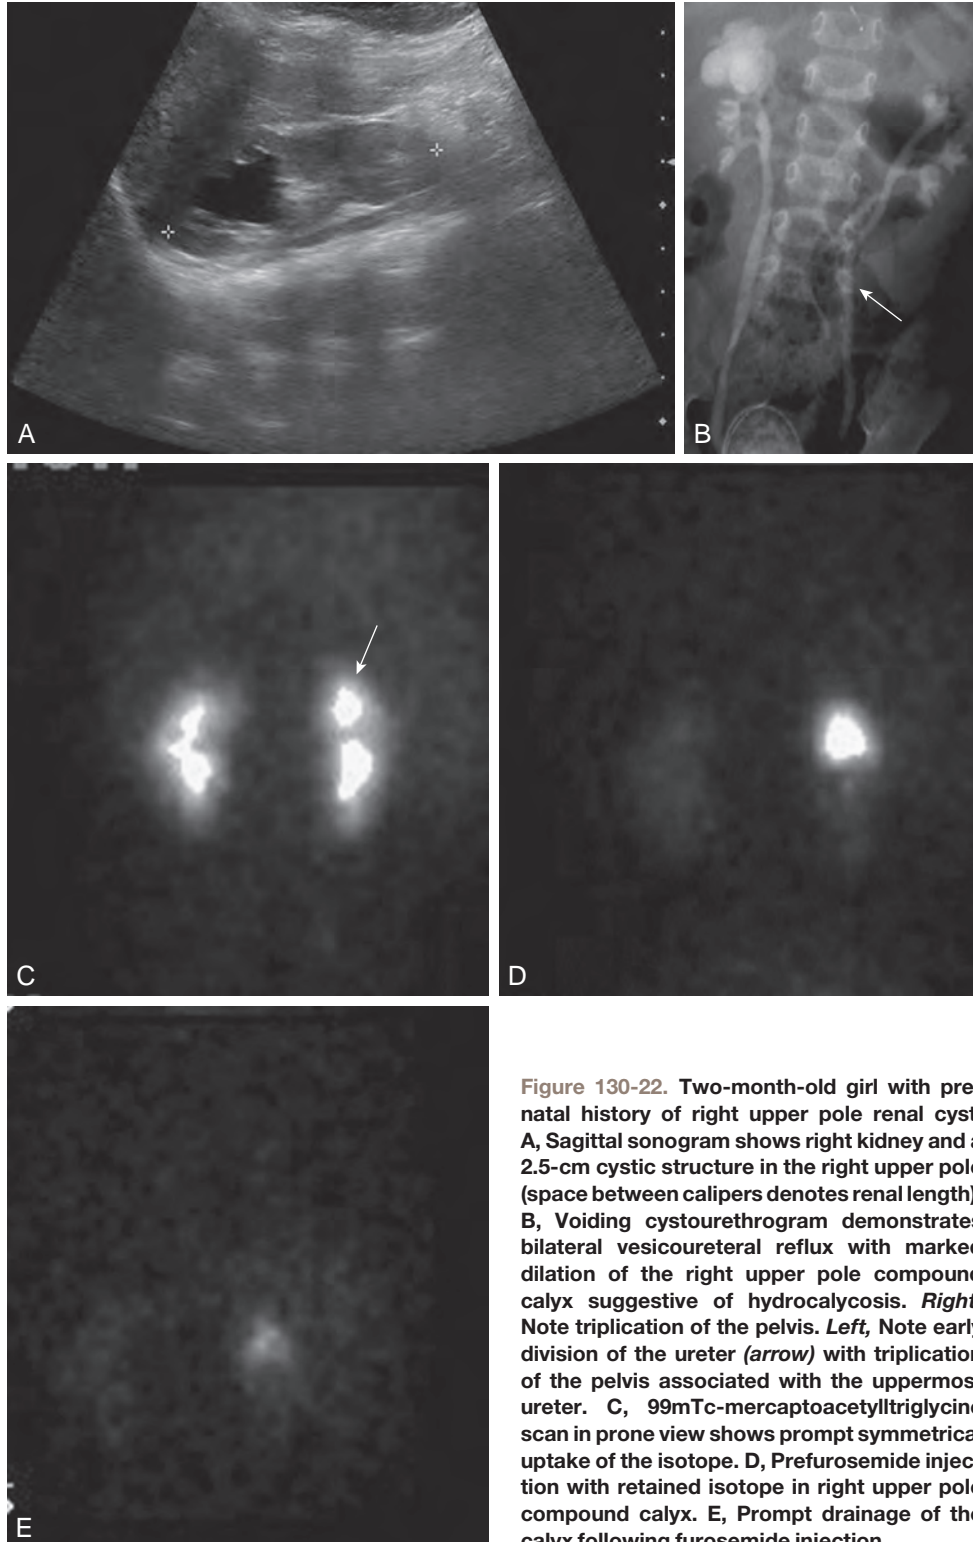 A
B
C
D
E
Figure 130-22. Two-month-old girl with pre
natal history of right upper pole renal cyst
A, Sagittal sonogram shows right kidney and a
2.5-cm cystic structure in the right upper pole
(space between calipers denotes renal length)
B, Voiding cystourethrogram demonstrates
bilateral vesicoureteral reflux with marked
dilation of the right upper pole compound
calyx suggestive of hydrocalycosis. Right
Note triplication of the pelvis. Left, Note early
division of the ureter (arrow) with triplication
of the pelvis associated with the uppermos
ureter. C, 99mTc-mercaptoacetylltriglycine
scan in prone view shows prompt symmetrica
uptake of the isotope. D, Prefurosemide injec
tion with retained isotope in right upper pole
compound calyx. E, Prompt drainage of the
calyx following furosemide injection